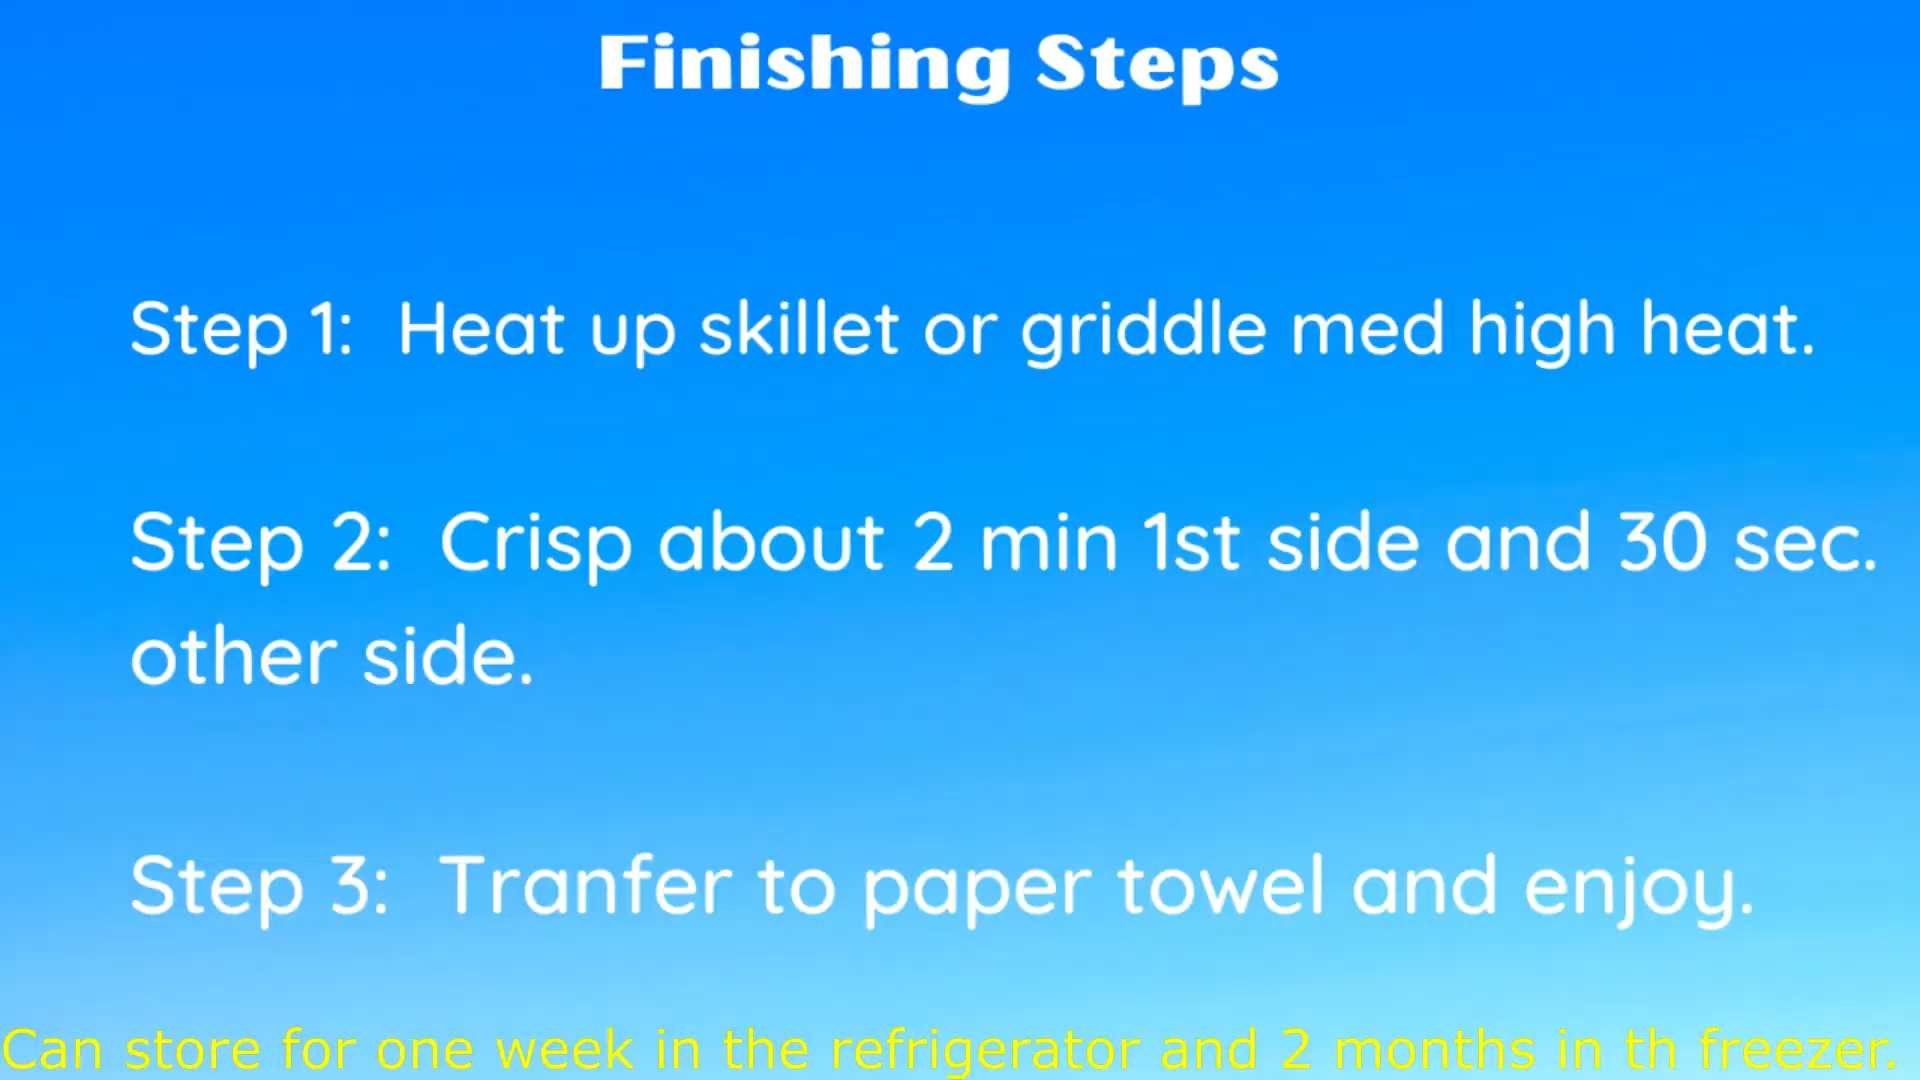 Finishing Steps
Step 1: Heat up skillet or griddle med high heat.
Step 2: Crisp about 2 min 1st side and 30 sec.
other side.
Step 3: Tranfer to paper towel and enjoy.
Can store for one week in the refrigerator and 2 months in th freezer.